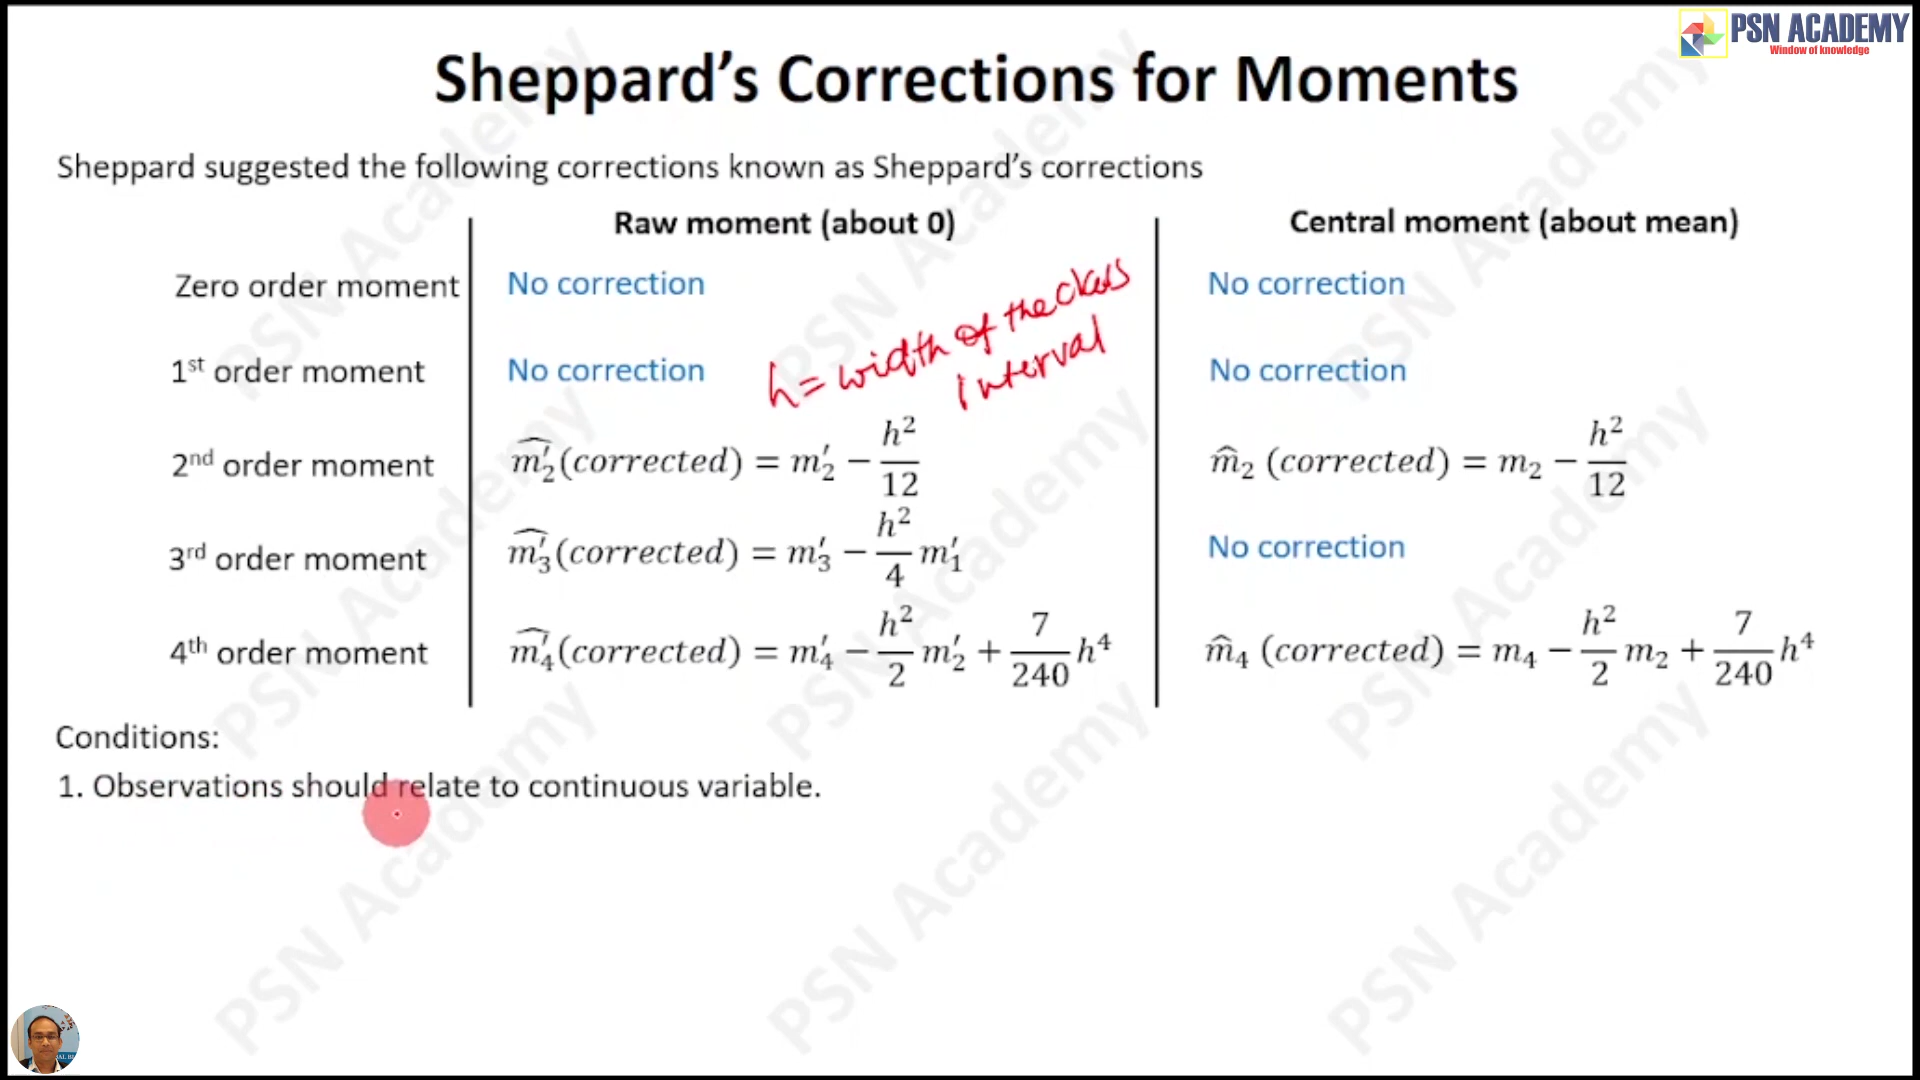 PSN ACADEMY
Window of knowledge
Sheppard's Corrections for Moments
Sheppard suggested the following corrections known as Sheppard's corrections
Raw moment (about 0)
Central moment (about mean)
Zero order moment No correction No correction
h = width of the class
interval
1st order moment No correction No correction
2nd order moment m̂′₂(corrected) = m′₂ − h²/12 m̂₂ (corrected) = m₂ − h²/12
3rd order moment m̂′₃(corrected) = m′₃ − h²/4 m′₁ No correction
4th order moment m̂′₄(corrected) = m′₄ − h²/2 m′₂ + 7/240 h⁴ m̂₄ (corrected) = m₄ − h²/2 m₂ + 7/240 h⁴
Conditions:
1. Observations should relate to continuous variable.
PSN Academy